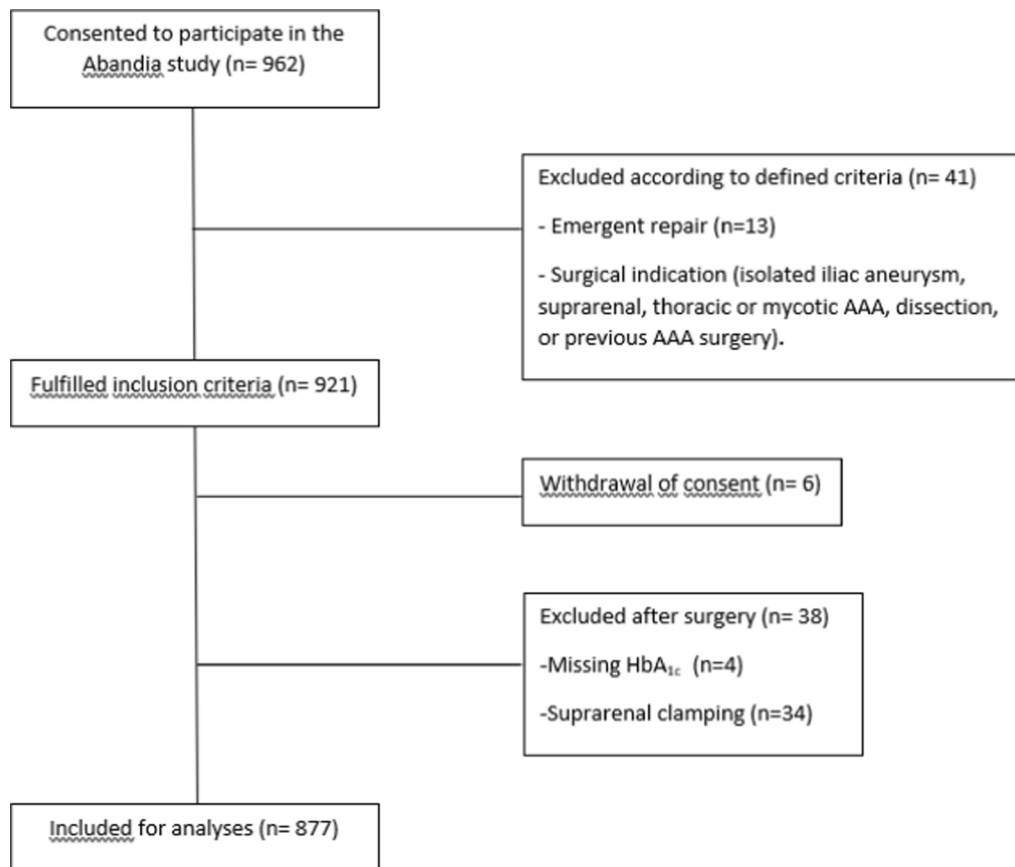 Consented to participate in the
Abandia study (n= 962)
Excluded according to defined criteria (n= 41)
- Emergent repair (n=13)
- Surgical indication (isolated iliac aneurysm,
suprarenal, thoracic or mycotic AAA, dissection,
or previous AAA surgery).
Fulfilled inclusion criteria (n= 921)
Withdrawal of consent (n= 6)
Excluded after surgery (n= 38)
-Missing HbA1c (n=4)
-Suprarenal clamping (n=34)
Included for analyses (n= 877)